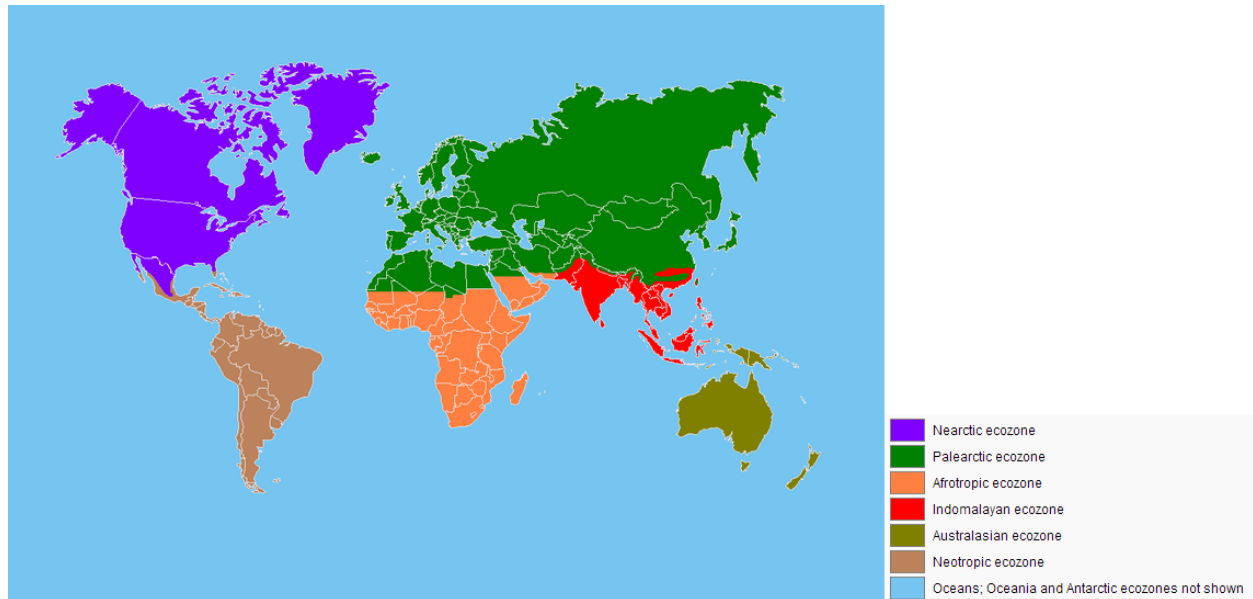 Nearctic ecozone
Palearctic ecozone
Afrotropic ecozone
Indomalayan ecozone
Australasian ecozone
Neotropic ecozone
Oceans; Oceania and Antarctic ecozones not shown